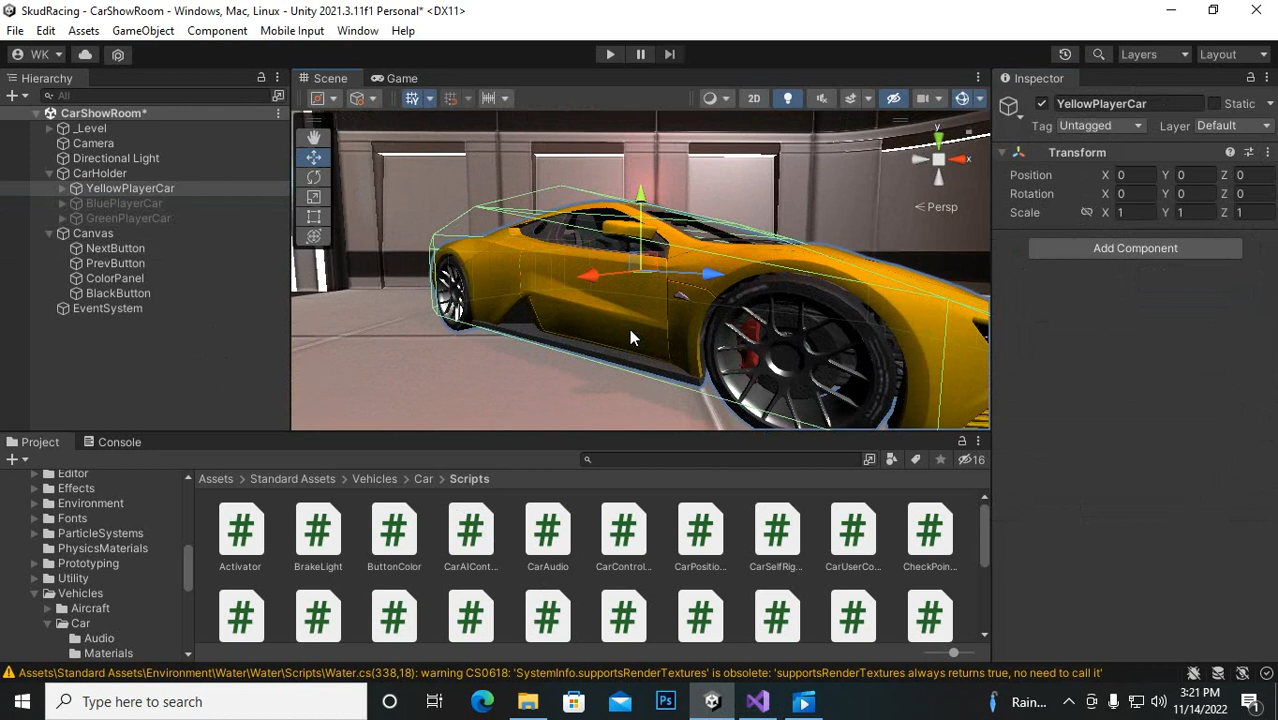 SkudRacing - CarShowRoom - Windows, Mac, Linux - Unity 2021.3.11f1 Personal* <DX11>
File Edit Assets GameObject Component Mobile Input Window Help
WK Layers Layout
Hierarchy Scene Game Inspector
All 2D
CarShowRoom*
_Level
Camera
Directional Light
CarHolder
YellowPlayerCar
BluePlayerCar
GreenPlayerCar
Canvas
NextButton
PrevButton
ColorPanel
BlackButton
EventSystem
y
x
Persp
YellowPlayerCar Static
Tag Untagged Layer Default
Transform
Position X 0 Y 0 Z 0
Rotation X 0 Y 0 Z 0
Scale X 1 Y 1 Z 1
Add Component
Project Console
16
Editor
Effects
Environment
Fonts
ParticleSystems
PhysicsMaterials
Prototyping
Utility
Vehicles
Aircraft
Car
Audio
Materials
Assets > Standard Assets > Vehicles > Car > Scripts
# # # # # # # # # #
Activator BrakeLight ButtonColor CarAICont... CarAudio CarControl... CarPositio... CarSelfRig... CarUserCo... CheckPoin...
# # # # # # # # # #
Assets\Standard Assets\Environment\Water\Water\Scripts\Water.cs(338,18): warning CS0618: 'SystemInfo.supportsRenderTextures' is obsolete: 'supportsRenderTextures always returns true, no need to call it'
Type here to search
Ps
Rain...
3:21 PM
11/14/2022
1